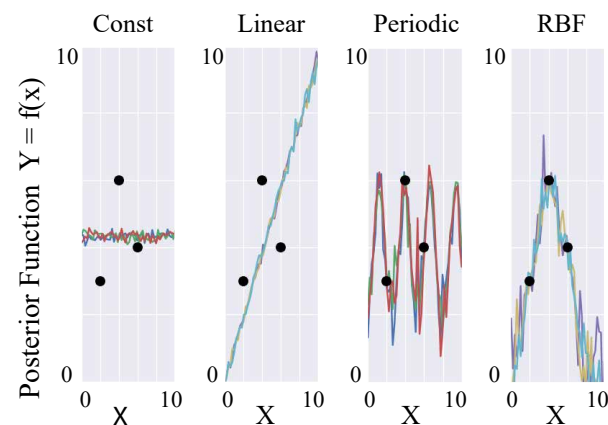 Const Linear Periodic RBF
Posterior Function Y = f(x)
10 10 10 10
0 0 0 0
0 10 0 10 0 10 0 10
X X X X